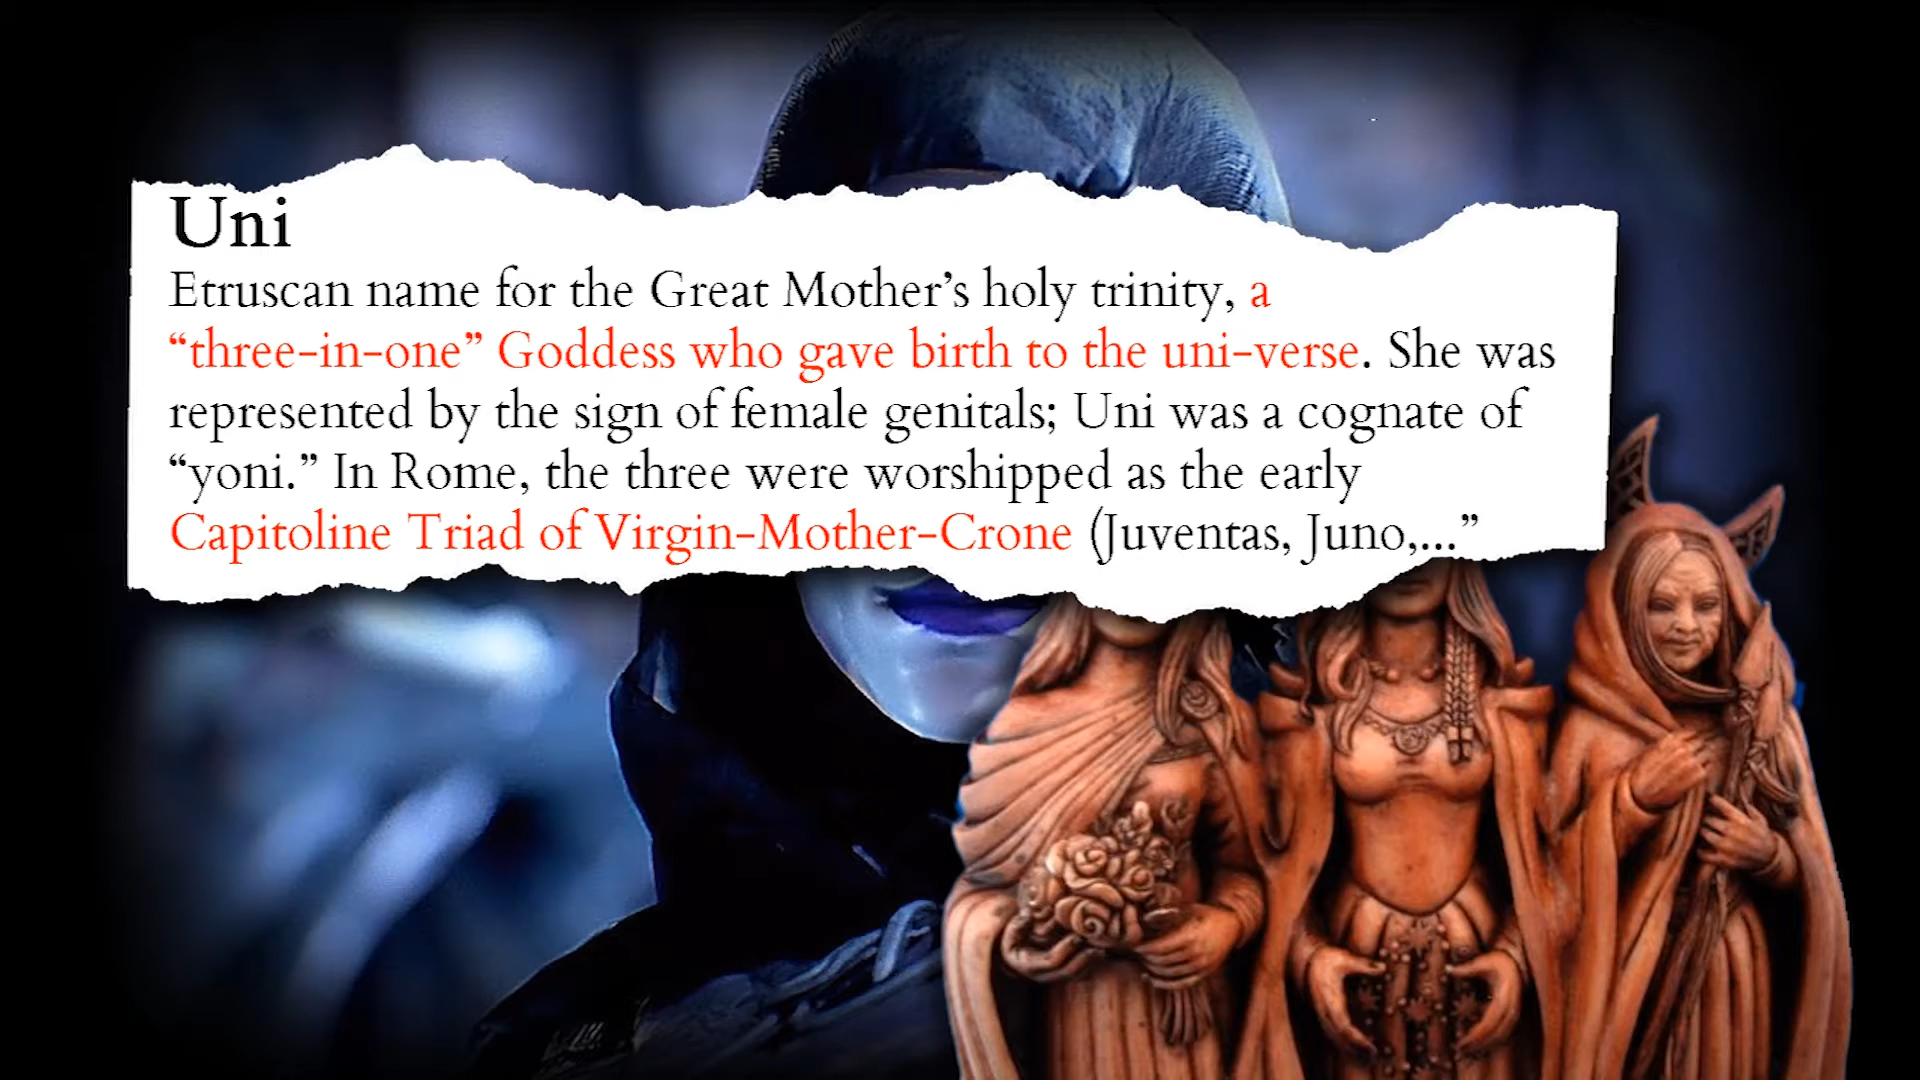 Uni
Etruscan name for the Great Mother’s holy trinity, a
“three-in-one” Goddess who gave birth to the uni-verse. She was
represented by the sign of female genitals; Uni was a cognate of
“yoni.” In Rome, the three were worshipped as the early
Capitoline Triad of Virgin-Mother-Crone (Juventas, Juno,...”